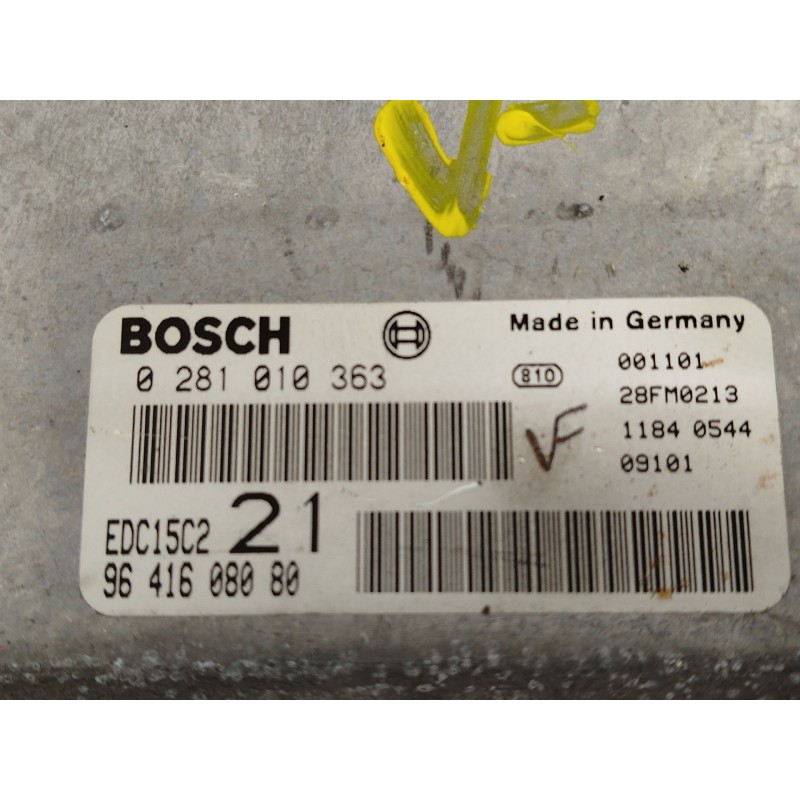 VF
BOSCH
Made in Germany
0 281 010 363
810
001101
28FM0213
1184 0544
09101
VF
EDC15C2 21
96 416 080 80